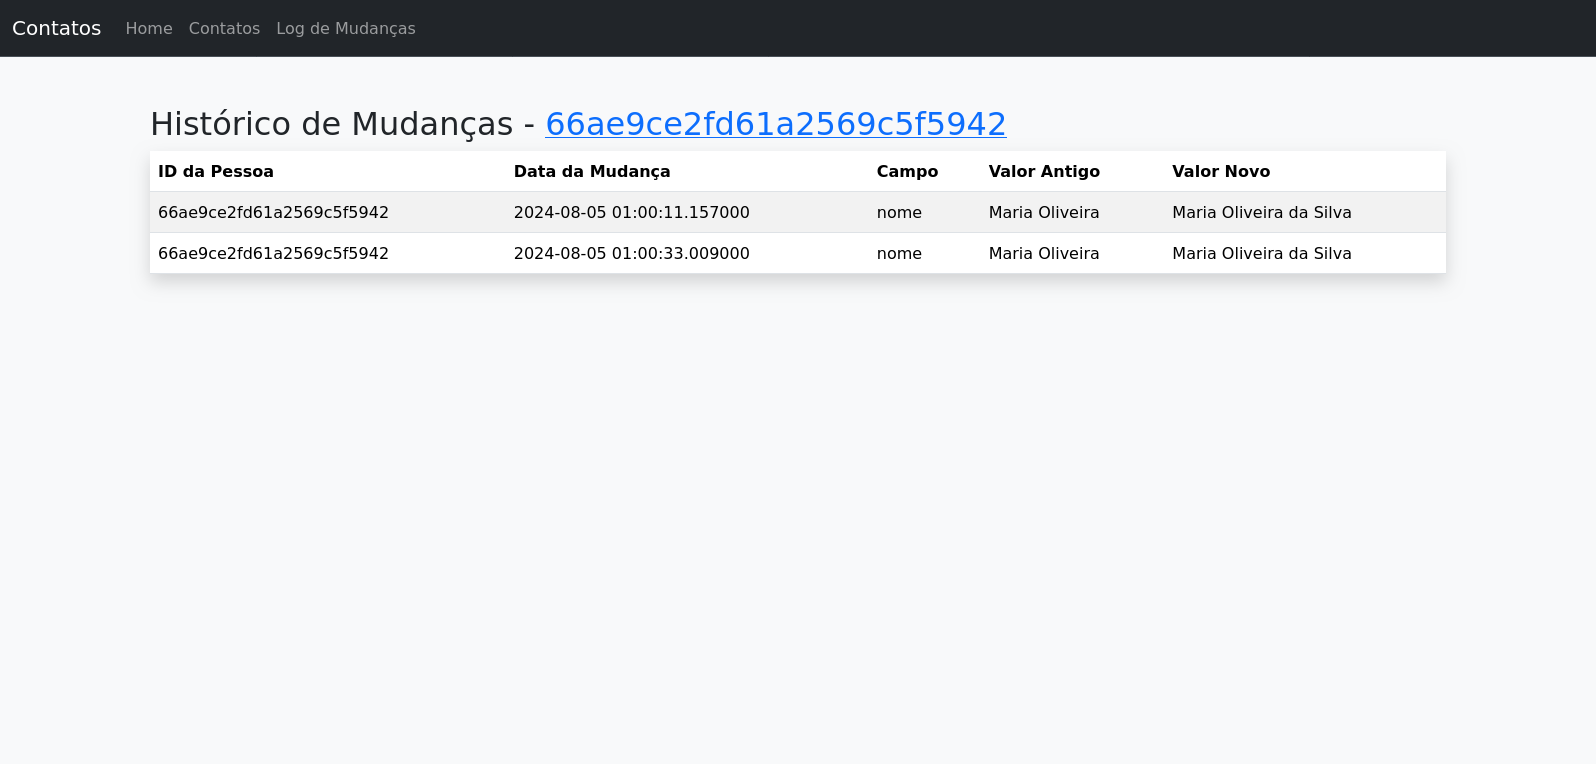 Contatos Home Contatos Log de Mudanças
Histórico de Mudanças - 66ae9ce2fd61a2569c5f5942
ID da Pessoa Data da Mudança Campo Valor Antigo Valor Novo
66ae9ce2fd61a2569c5f5942 2024-08-05 01:00:11.157000 nome Maria Oliveira Maria Oliveira da Silva
66ae9ce2fd61a2569c5f5942 2024-08-05 01:00:33.009000 nome Maria Oliveira Maria Oliveira da Silva